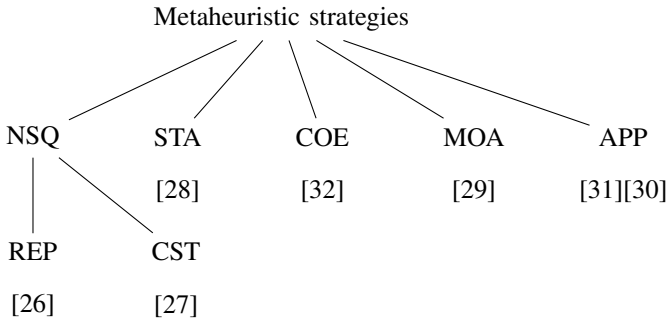 Metaheuristic strategies
NSQ STA COE MOA APP
[28] [32] [29] [31][30]
REP CST
[26] [27]